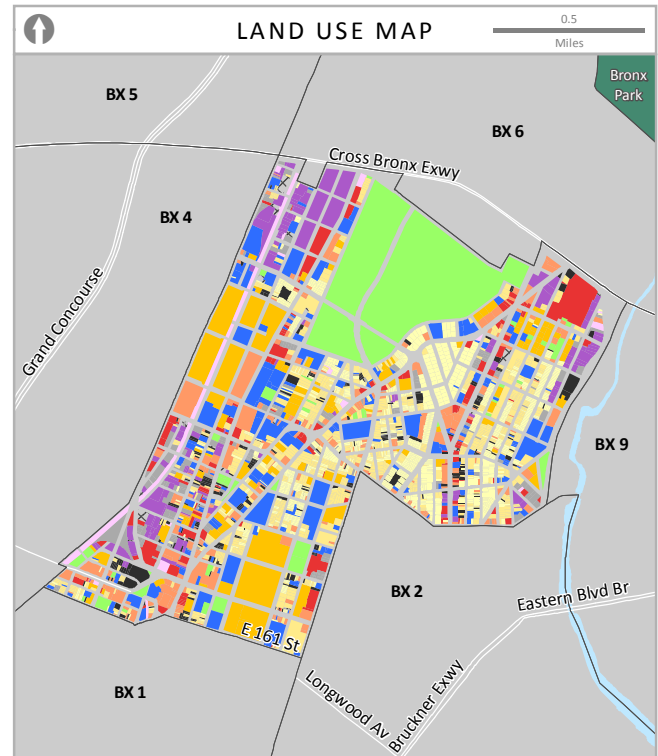 LAND USE MAP
0.5
Miles
Bronx
Park
BX 5
BX 6
Cross Bronx Exwy
BX 4
Grand Concourse
BX 9
BX 2
Eastern Blvd Br
E 161 St
BX 1
Longwood Av
Bruckner Exwy